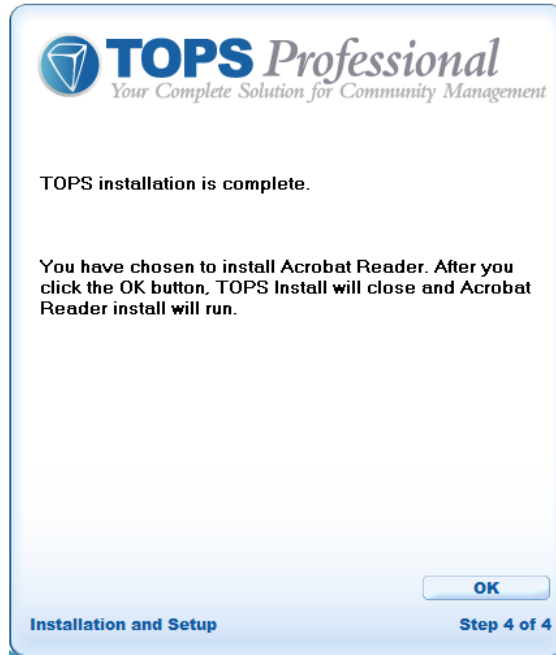 TOPS Professional
Your Complete Solution for Community Management
TOPS installation is complete.
You have chosen to install Acrobat Reader. After you
click the OK button, TOPS Install will close and Acrobat
Reader install will run.
OK
Installation and Setup
Step 4 of 4